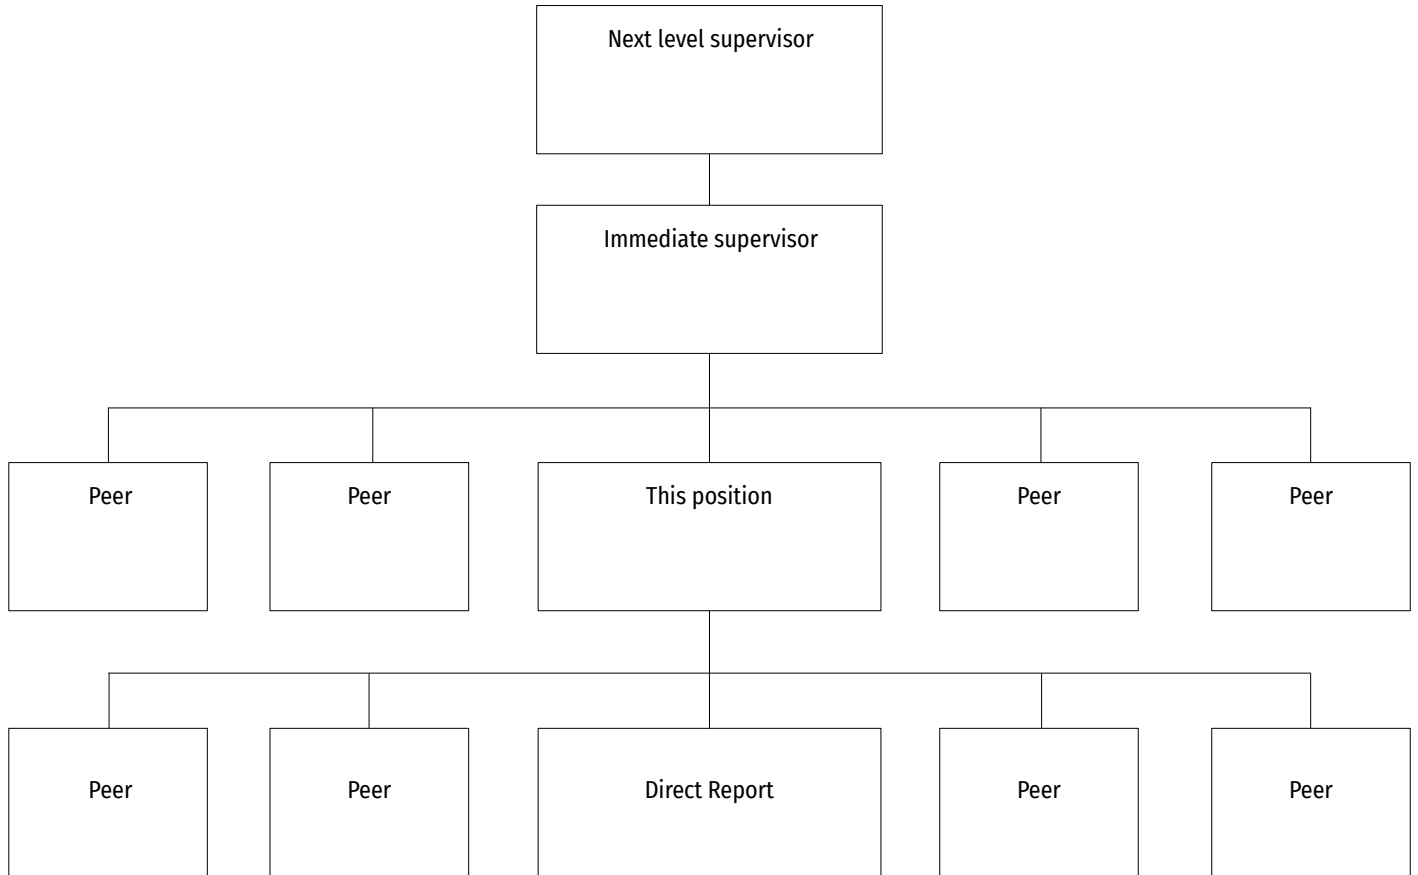 Next level supervisor
Immediate supervisor
Peer
Peer
This position
Peer
Peer
Peer
Peer
Direct Report
Peer
Peer